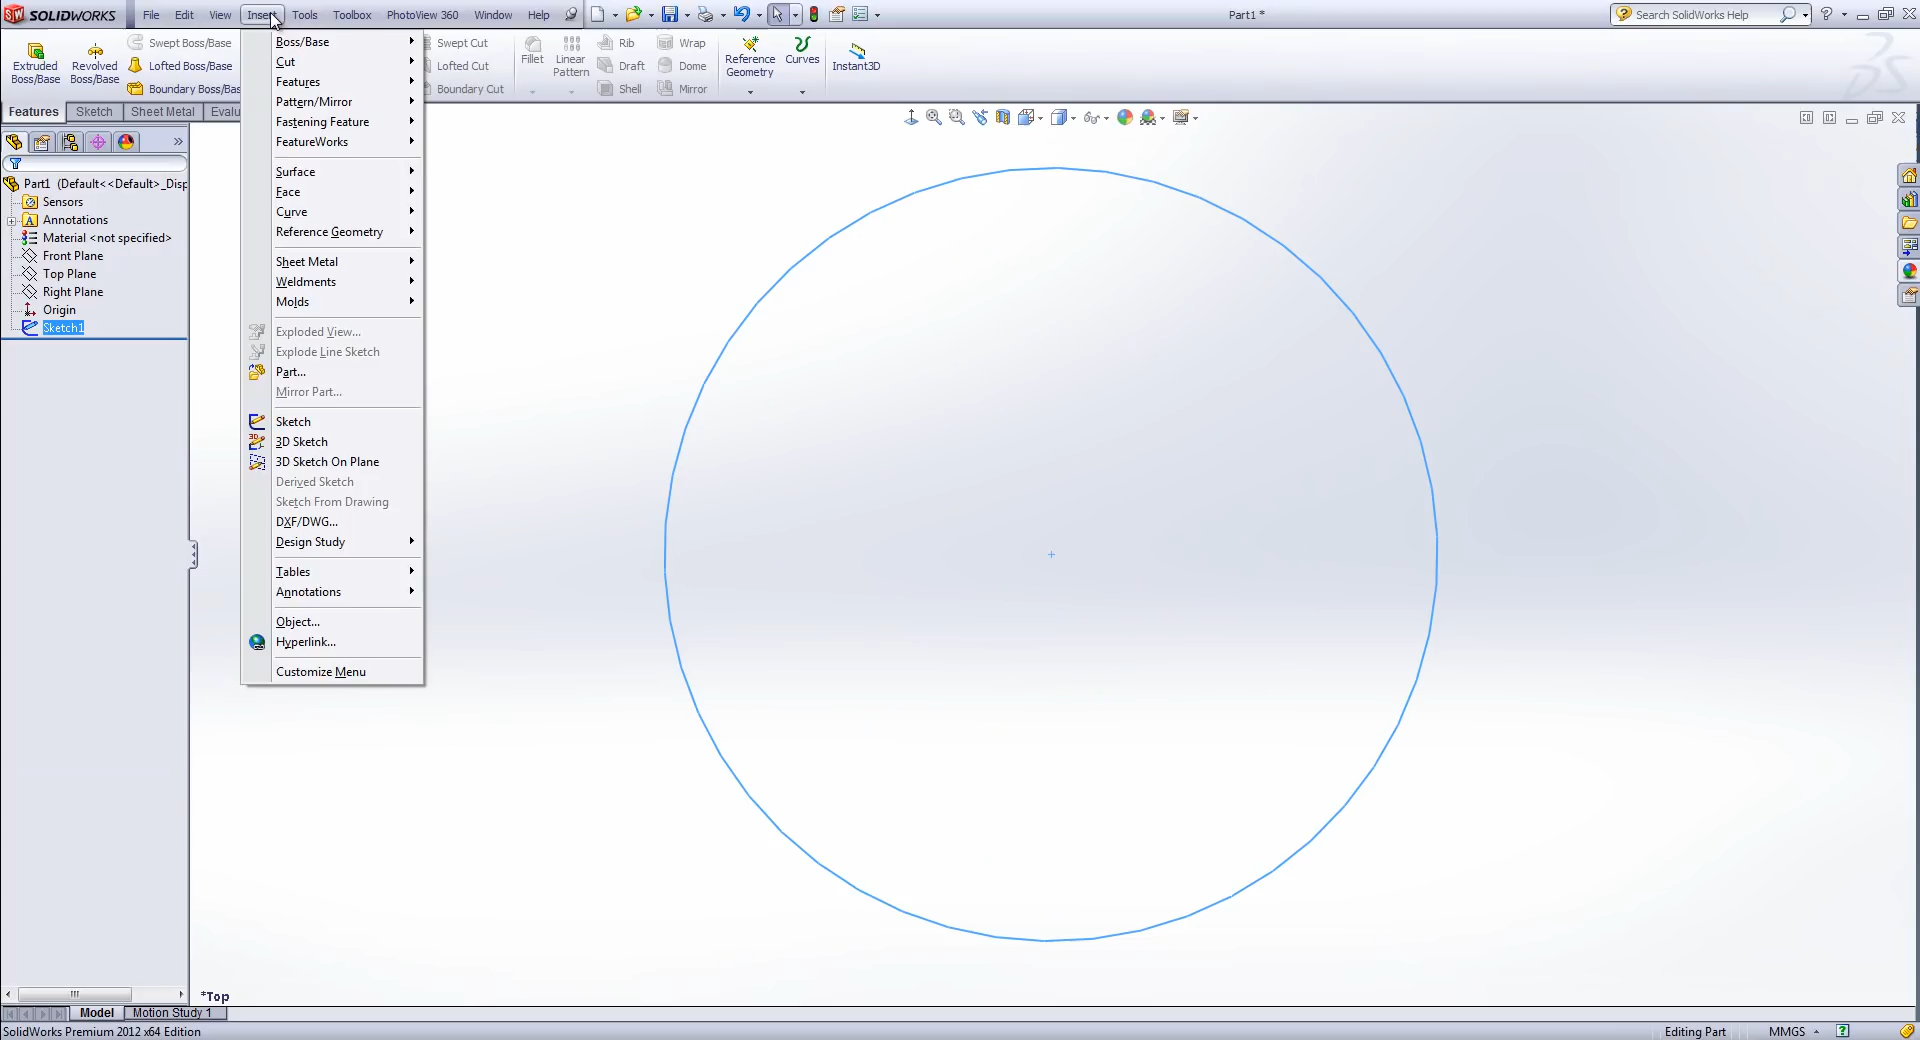 SOLIDWORKS File Edit View Insert Tools Toolbox PhotoView 360 Window Help Part1 * Search SolidWorks Help
Extruded Boss/Base
Revolved Boss/Base
Swept Boss/Base
Lofted Boss/Base
Boundary Bos
Swept Cut
Lofted Cut
Boundary Cut
Fillet
Linear Pattern
Rib
Draft
Shell
Wrap
Dome
Mirror
Reference Geometry
Curves
Instant3D
Features Sketch Sheet Metal Evalu
Part1 (Default<<Default>_Disp
Sensors
Annotations
Material <not specified>
Front Plane
Top Plane
Right Plane
Origin
Sketch1
Boss/Base
Cut
Features
Pattern/Mirror
Fastening Feature
FeatureWorks
Surface
Face
Curve
Reference Geometry
Sheet Metal
Weldments
Molds
Exploded View...
Explode Line Sketch
Part...
Mirror Part...
Sketch
3D Sketch
3D Sketch On Plane
Derived Sketch
Sketch From Drawing
DXF/DWG...
Design Study
Tables
Annotations
Object...
Hyperlink...
Customize Menu
*Top
Model Motion Study 1
SolidWorks Premium 2012 x64 Edition Editing Part MMGS